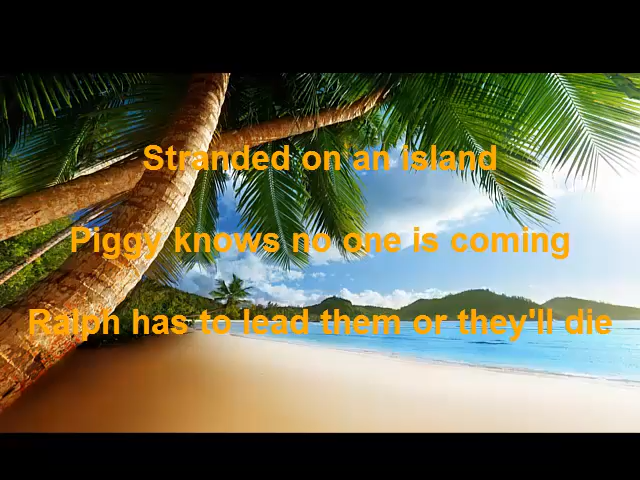 Stranded on an island
Piggy knows no one is coming
Ralph has to lead them or they'll die